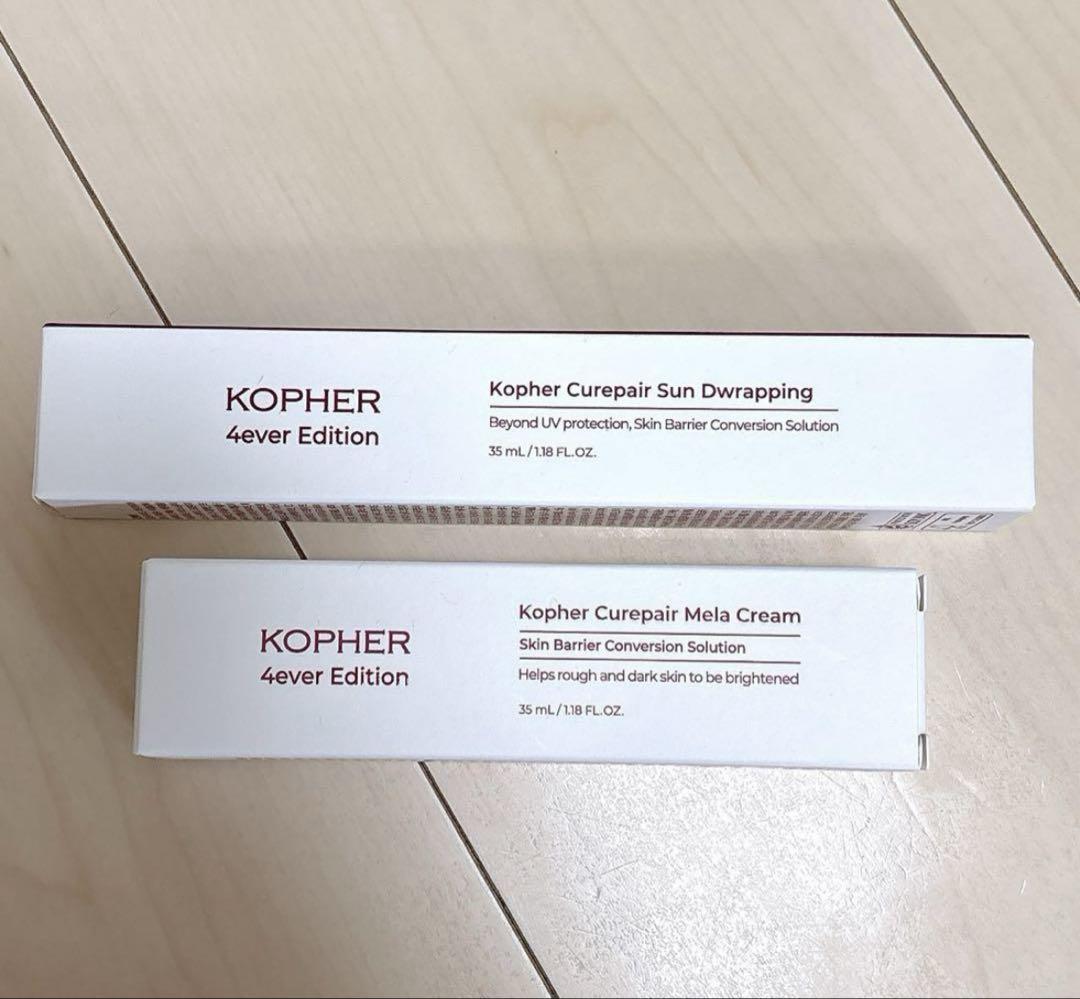 KOPHER
4ever Edition
Kopher Curepair Sun Dwrapping
Beyond UV protection, Skin Barrier Conversion Solution
35 mL / 1.18 FL.OZ.
KOPHER
4ever Edition
Kopher Curepair Mela Cream
Skin Barrier Conversion Solution
Helps rough and dark skin to be brightened
35 mL / 1.18 FL.OZ.